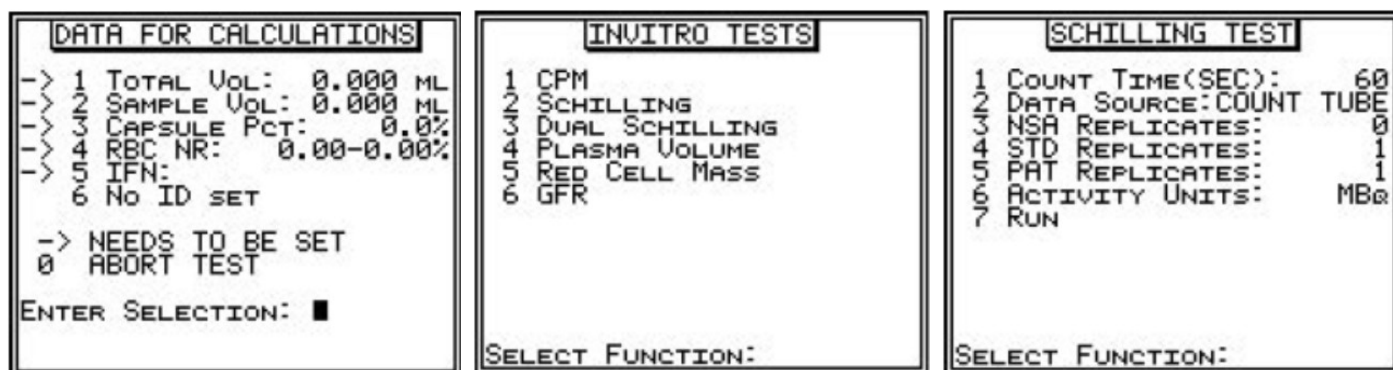 DATA FOR CALCULATIONS
-> 1 TOTAL VOL: 0.000 ML
-> 2 SAMPLE VOL: 0.000 ML
-> 3 CAPSULE PCT: 0.0%
-> 4 RBC NR: 0.00-0.00%
-> 5 IFN:
6 NO ID SET
-> NEEDS TO BE SET
0 ABORT TEST
ENTER SELECTION:
INVITRO TESTS
1 CPM
2 SCHILLING
3 DUAL SCHILLING
4 PLASMA VOLUME
5 RED CELL MASS
6 GFR
SELECT FUNCTION:
SCHILLING TEST
1 COUNT TIME(SEC): 60
2 DATA SOURCE:COUNT TUBE
3 NSA REPLICATES: 0
4 STD REPLICATES: 1
5 PAT REPLICATES: 1
6 ACTIVITY UNITS: MBQ
7 RUN
SELECT FUNCTION: